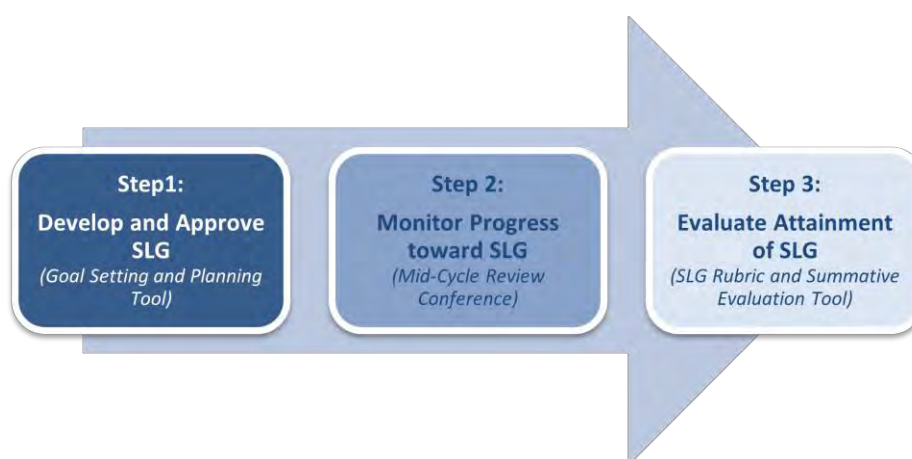 Step1:
Develop and Approve
SLG
(Goal Setting and Planning
Tool)
Step 2:
Monitor Progress
toward SLG
(Mid-Cycle Review
Conference)
Step 3:
Evaluate Attainment
of SLG
(SLG Rubric and Summative
Evaluation Tool)